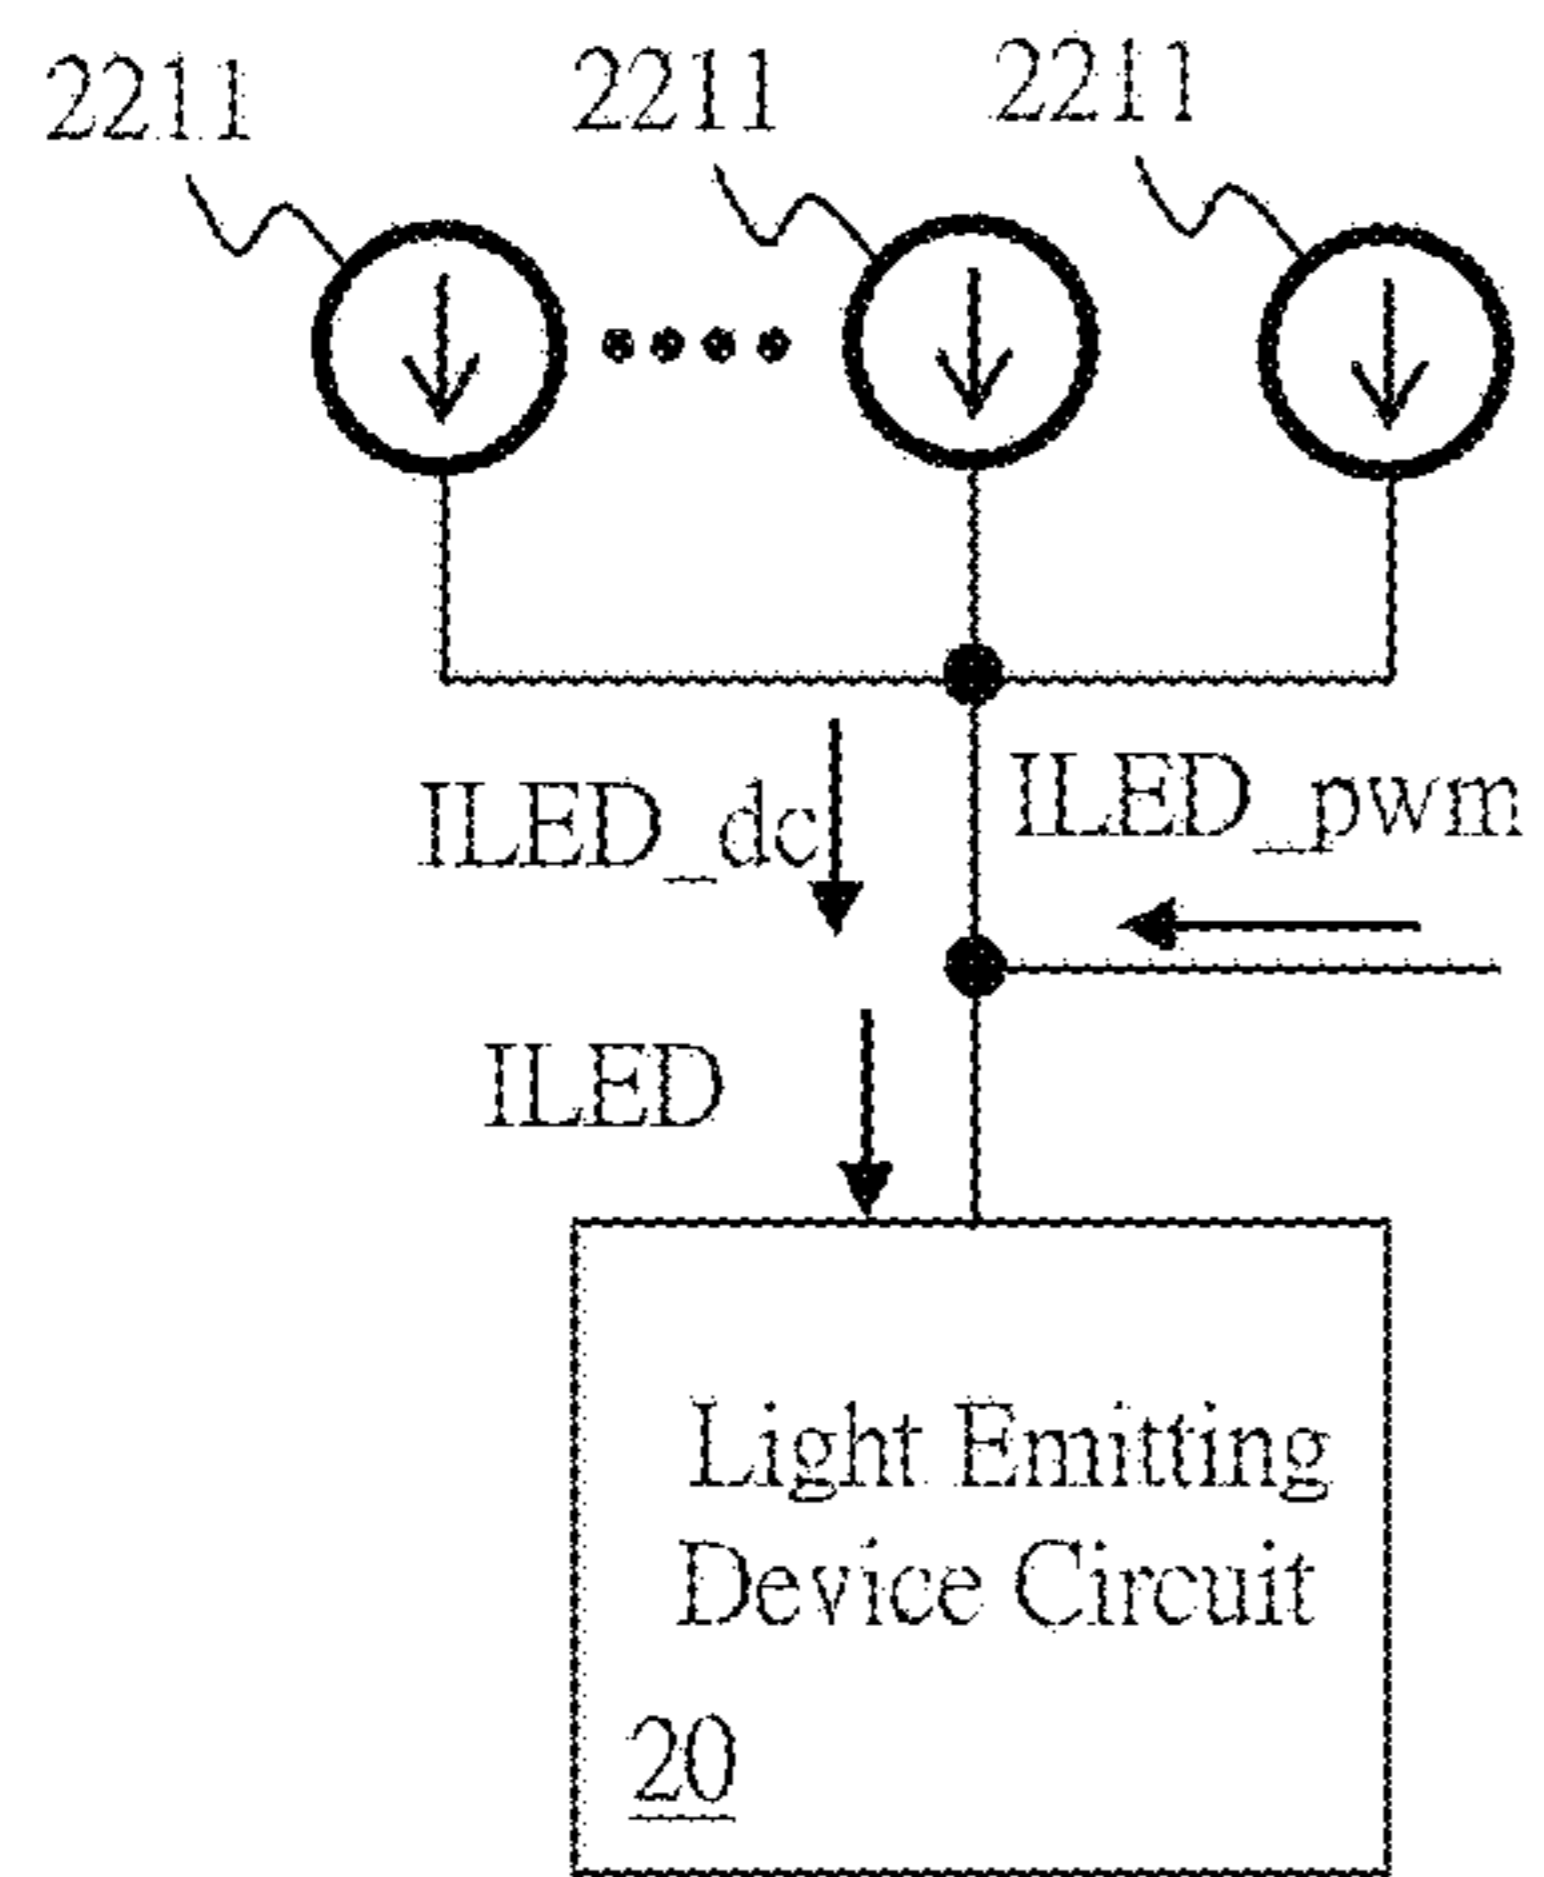 2211
2211
2211
ILED_dc
ILED_pwm
ILED
Light Emitting
Device Circuit
20